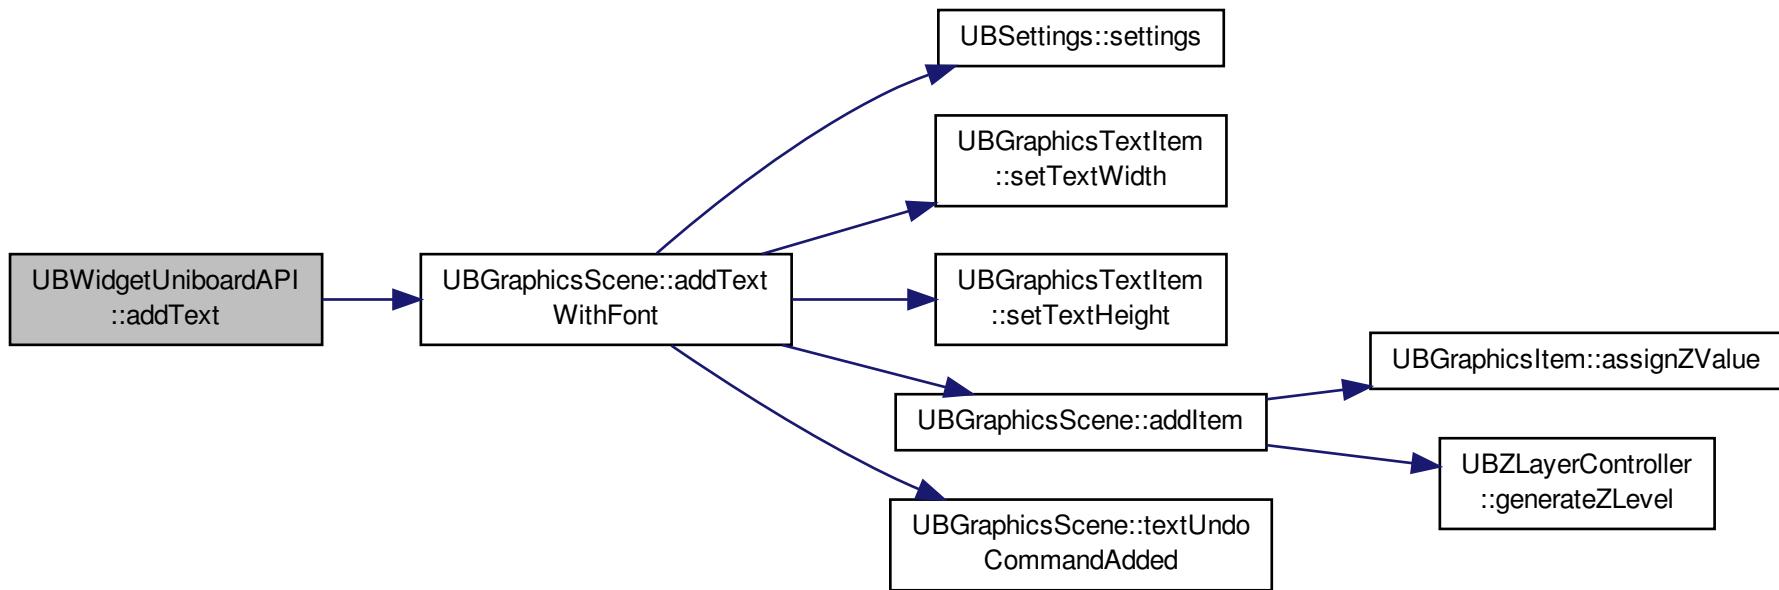 UBWidgetUniboardAPI
::addText
UBGraphicsScene::addText
WithFont
UBSettings::settings
UBGraphicsTextItem
::setTextWidth
UBGraphicsTextItem
::setTextHeight
UBGraphicsScene::addItem
UBGraphicsScene::textUndo
CommandAdded
UBGraphicsItem::assignZValue
UBZLayerController
::generateZLevel